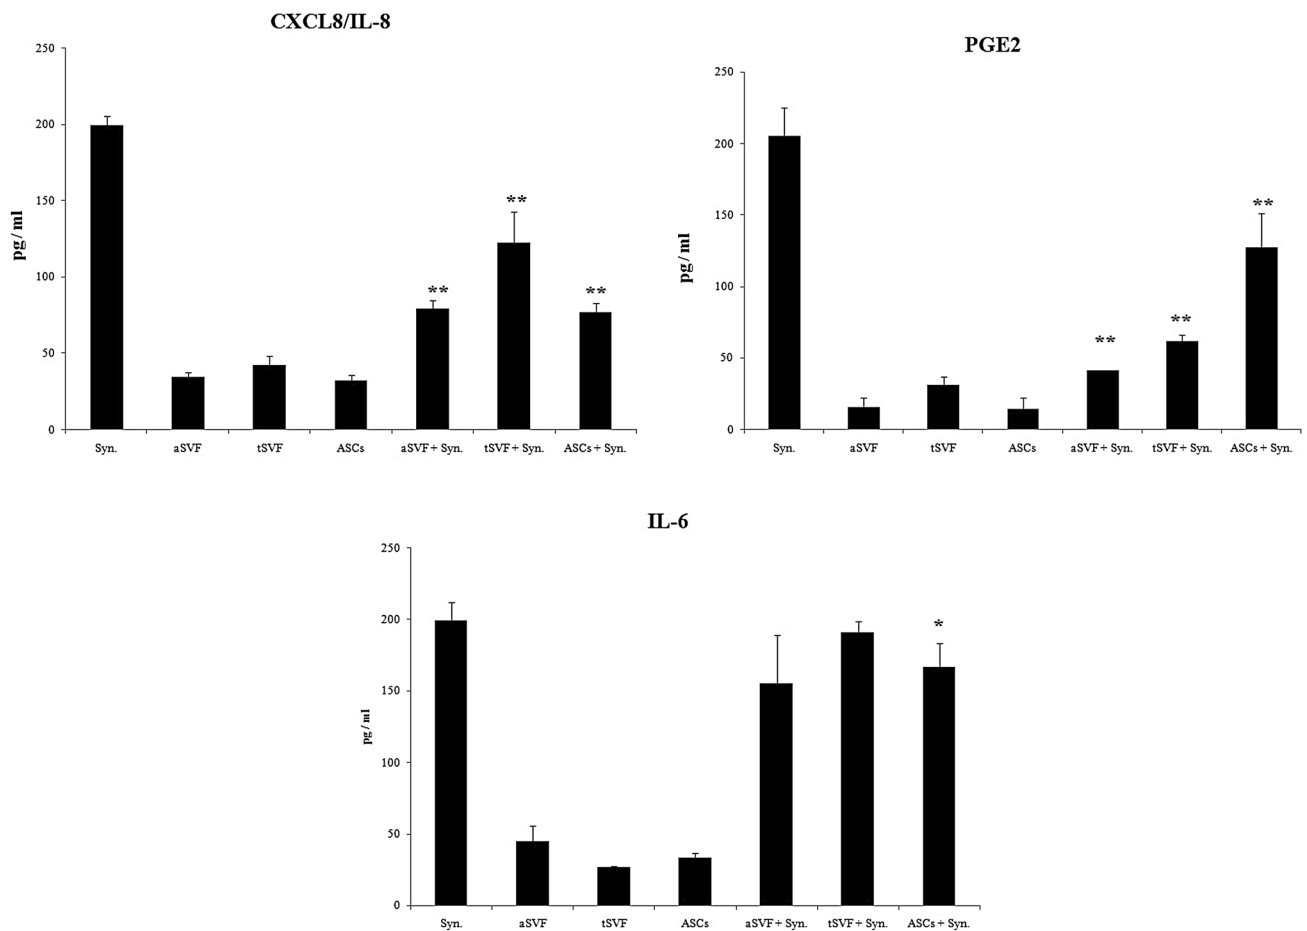 CXCL8/IL-8
250
200
150
100
50
0
pg / ml
**
**
**
Syn.
aSVF
tSVF
ASCs
aSVF + Syn.
tSVF + Syn.
ASCs + Syn.
PGE2
250
200
150
100
50
0
pg / ml
**
**
**
Syn.
aSVF
tSVF
ASCs
aSVF + Syn.
tSVF + Syn.
ASCs + Syn.
IL-6
250
200
150
100
50
0
pg / ml
*
Syn.
aSVF
tSVF
ASCs
aSVF + Syn.
tSVF + Syn.
ASCs + Syn.